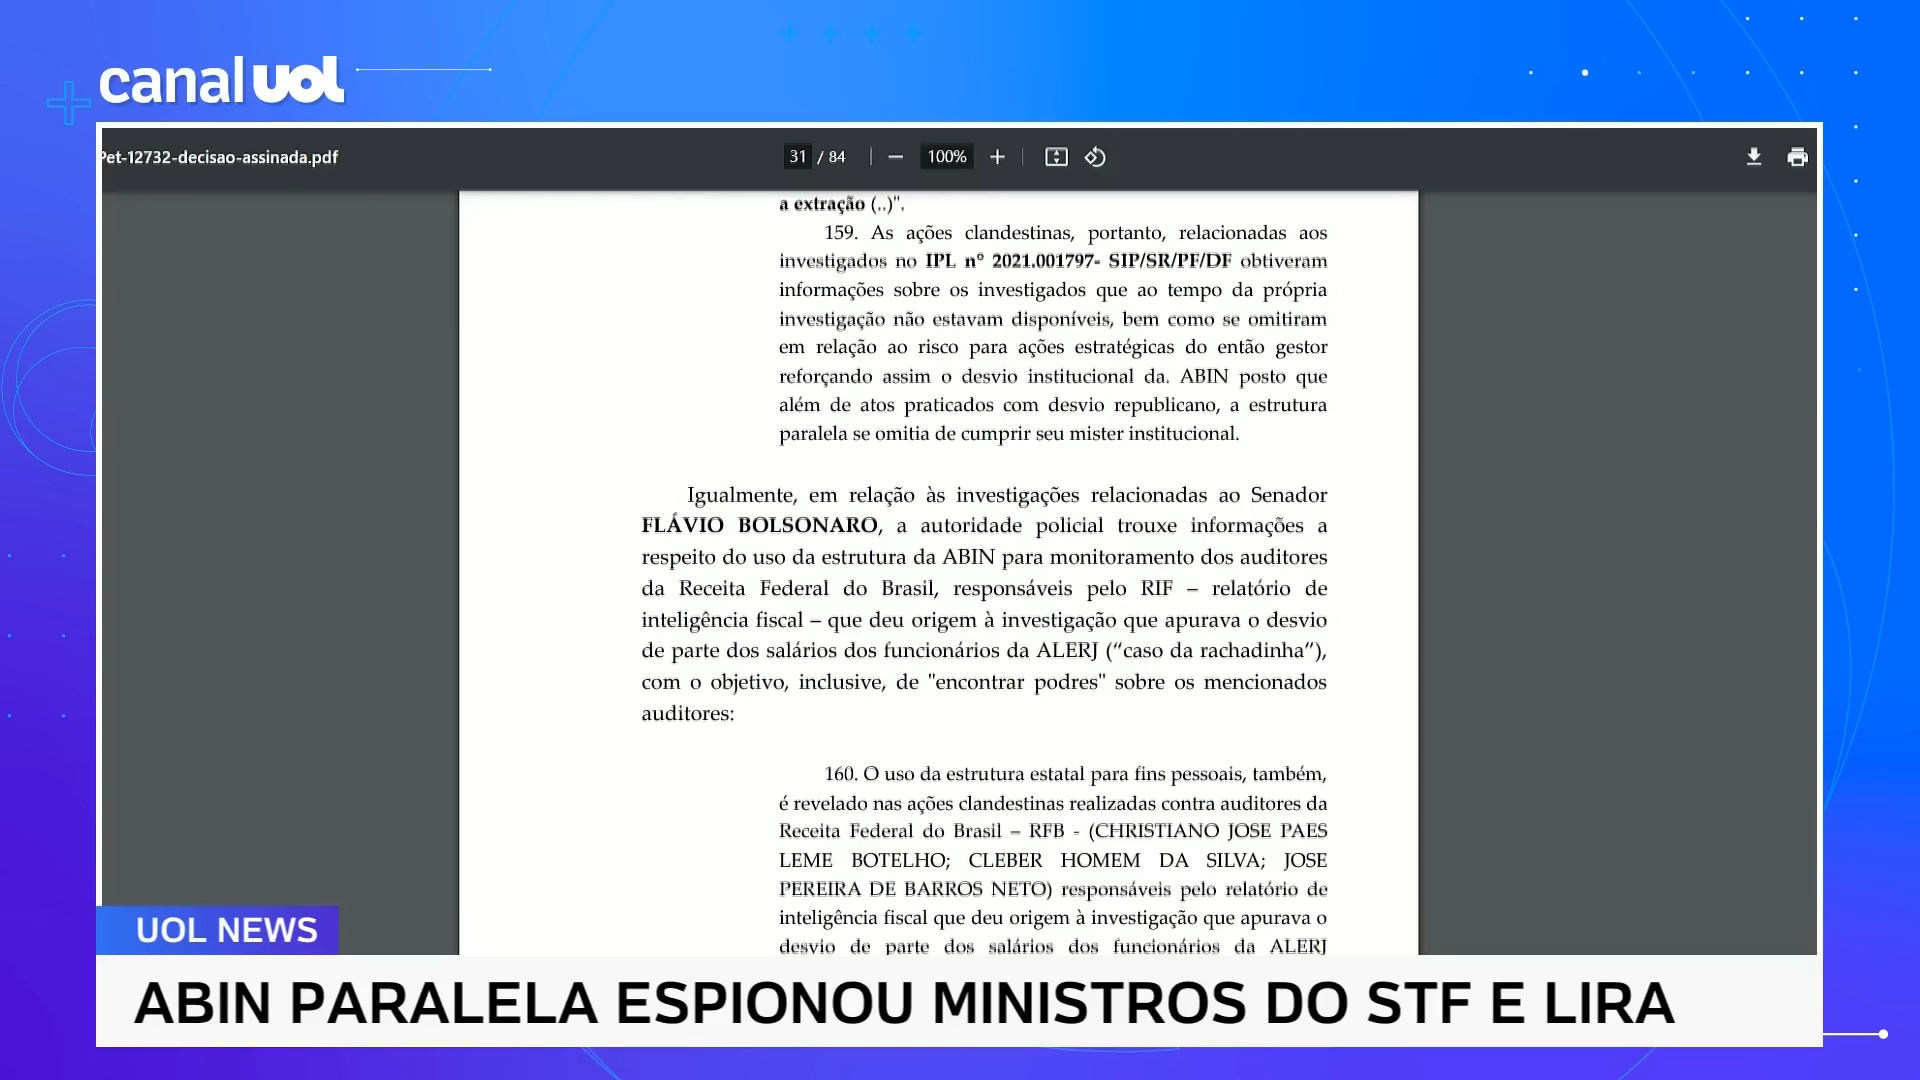 canal uol
Pet-12732-decisao-assinada.pdf
31 / 84
100%
a extração (..)".
159. As ações clandestinas, portanto, relacionadas aos
investigados no IPL nº 2021.001797- SIP/SR/PF/DF obtiveram
informações sobre os investigados que ao tempo da própria
investigação não estavam disponíveis, bem como se omitiram
em relação ao risco para ações estratégicas do então gestor
reforçando assim o desvio institucional da. ABIN posto que
além de atos praticados com desvio republicano, a estrutura
paralela se omitia de cumprir seu mister institucional.
Igualmente, em relação às investigações relacionadas ao Senador
FLÁVIO BOLSONARO, a autoridade policial trouxe informações a
respeito do uso da estrutura da ABIN para monitoramento dos auditores
da Receita Federal do Brasil, responsáveis pelo RIF – relatório de
inteligência fiscal – que deu origem à investigação que apurava o desvio
de parte dos salários dos funcionários da ALERJ (“caso da rachadinha”),
com o objetivo, inclusive, de "encontrar podres" sobre os mencionados
auditores:
160. O uso da estrutura estatal para fins pessoais, também,
é revelado nas ações clandestinas realizadas contra auditores da
Receita Federal do Brasil – RFB - (CHRISTIANO JOSE PAES
LEME BOTELHO; CLEBER HOMEM DA SILVA; JOSE
PEREIRA DE BARROS NETO) responsáveis pelo relatório de
inteligência fiscal que deu origem à investigação que apurava o
desvio de parte dos salários dos funcionários da ALERJ
UOL NEWS
ABIN PARALELA ESPIONOU MINISTROS DO STF E LIRA